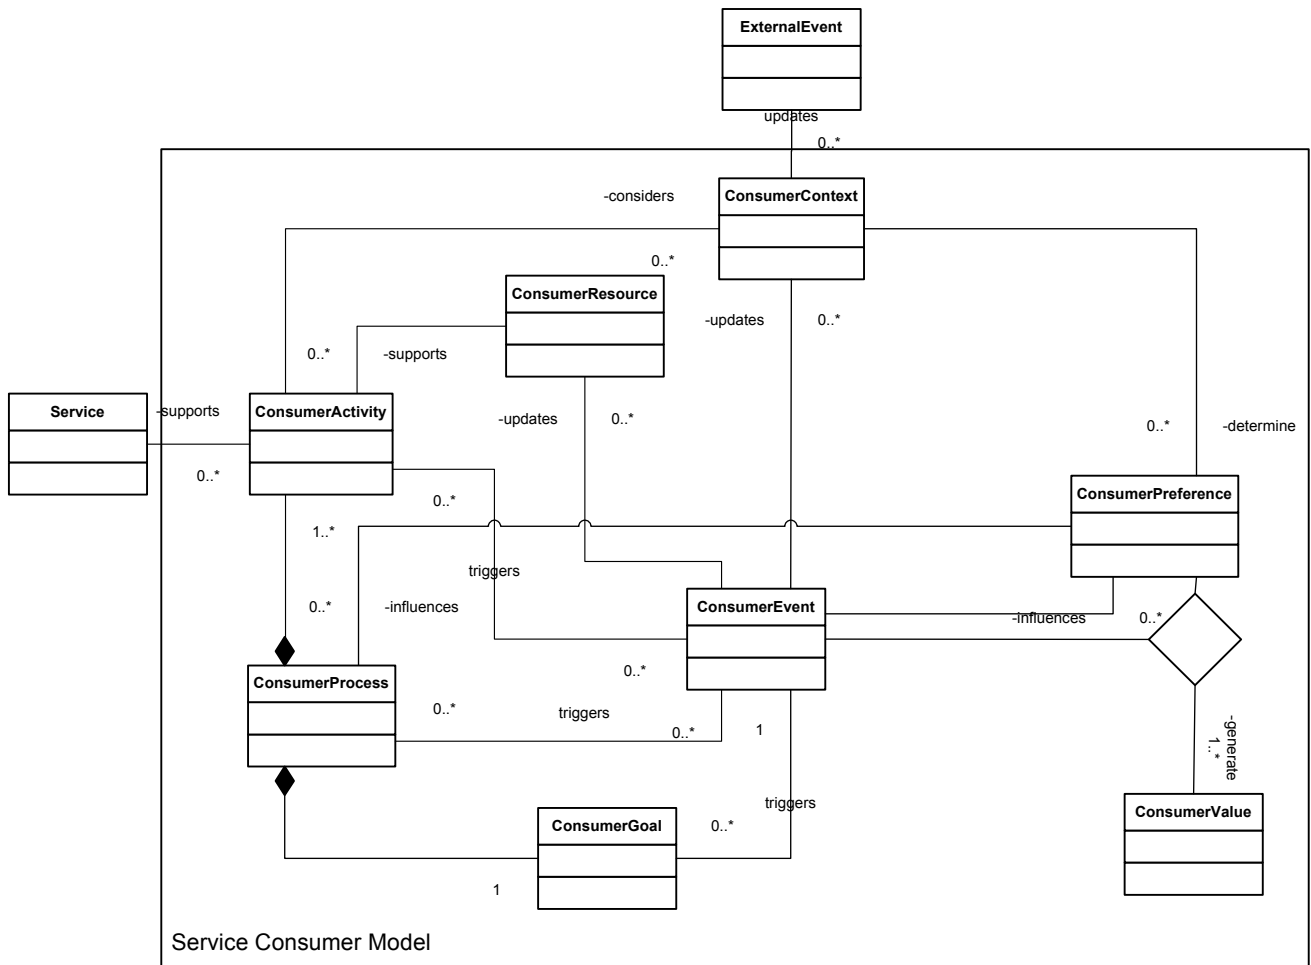 ExternalEvent
updates
0..*
ConsumerContext
-considers
0..*
ConsumerResource
-updates
0..*
0..*
-supports
Service
-supports
ConsumerActivity
-updates
0..*
0..*
-determine
0..*
0..*
ConsumerPreference
1..*
triggers
0..*
-influences
ConsumerEvent
-influences
0..*
ConsumerProcess
0..*
0..*
triggers
0..*
1
-generate
1..*
triggers
ConsumerValue
ConsumerGoal
0..*
1
Service Consumer Model